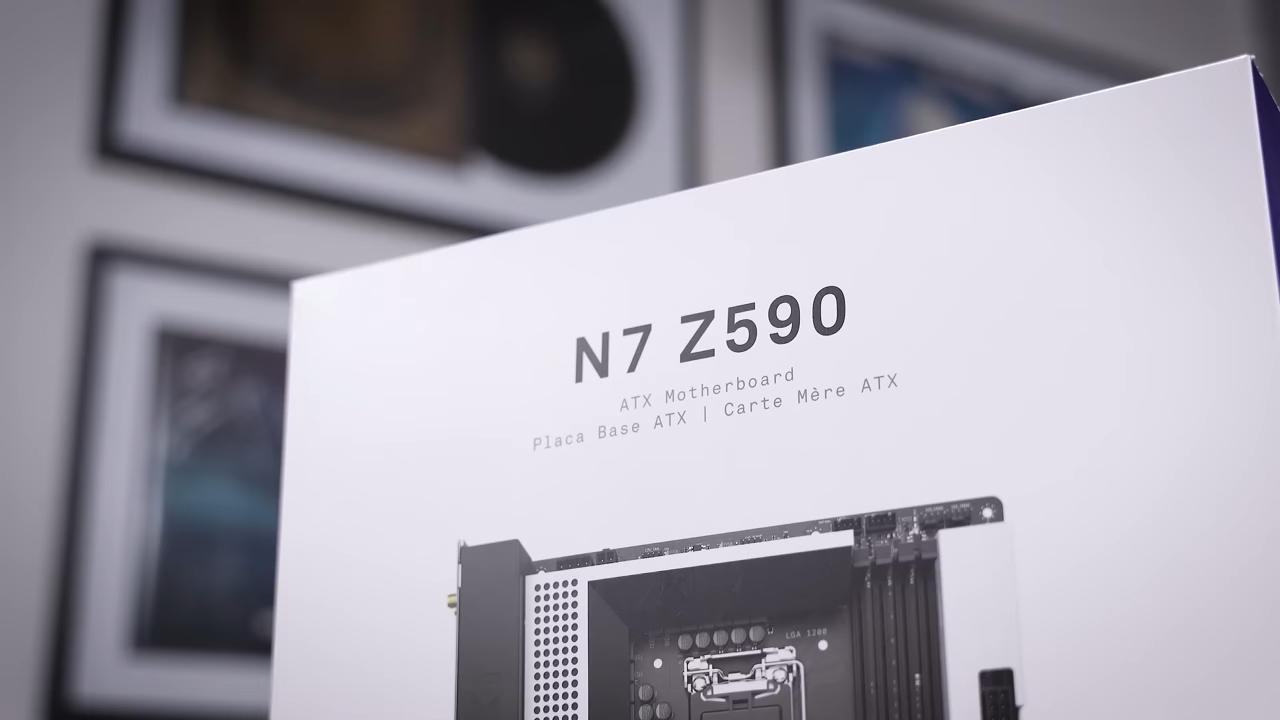 N7 Z590
ATX Motherboard
Placa Base ATX | Carte Mère ATX
LGA 1200